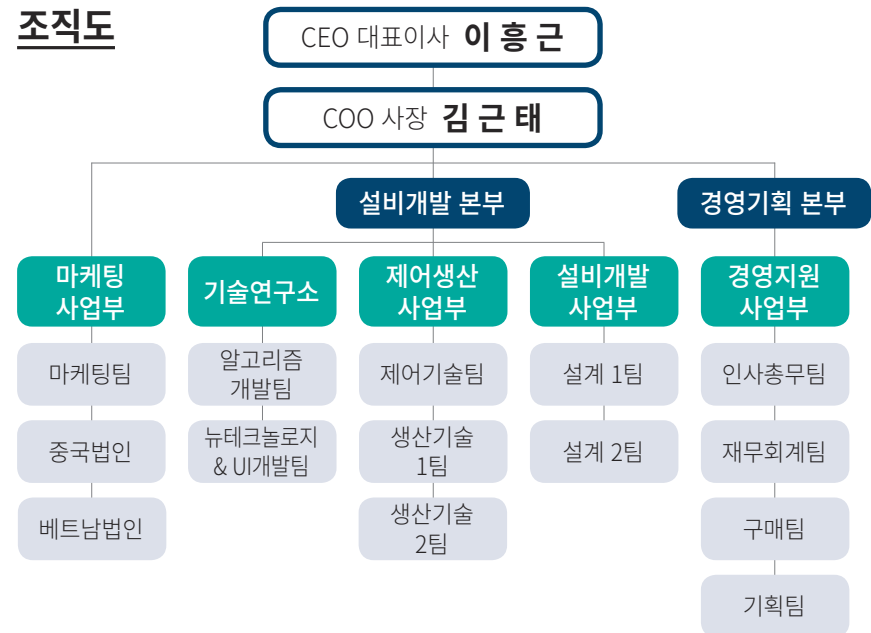 조직도
CEO 대표이사 이 흥 근
COO 사장 김 근 태
설비개발 본부
경영기획 본부
마케팅
사업부
기술연구소
제어생산
사업부
설비개발
사업부
경영지원
사업부
마케팅팀
알고리즘
개발팀
제어기술팀
설계 1팀
인사총무팀
중국법인
뉴테크놀로지
& UI개발팀
생산기술
1팀
설계 2팀
재무회계팀
베트남법인
생산기술
2팀
구매팀
기획팀